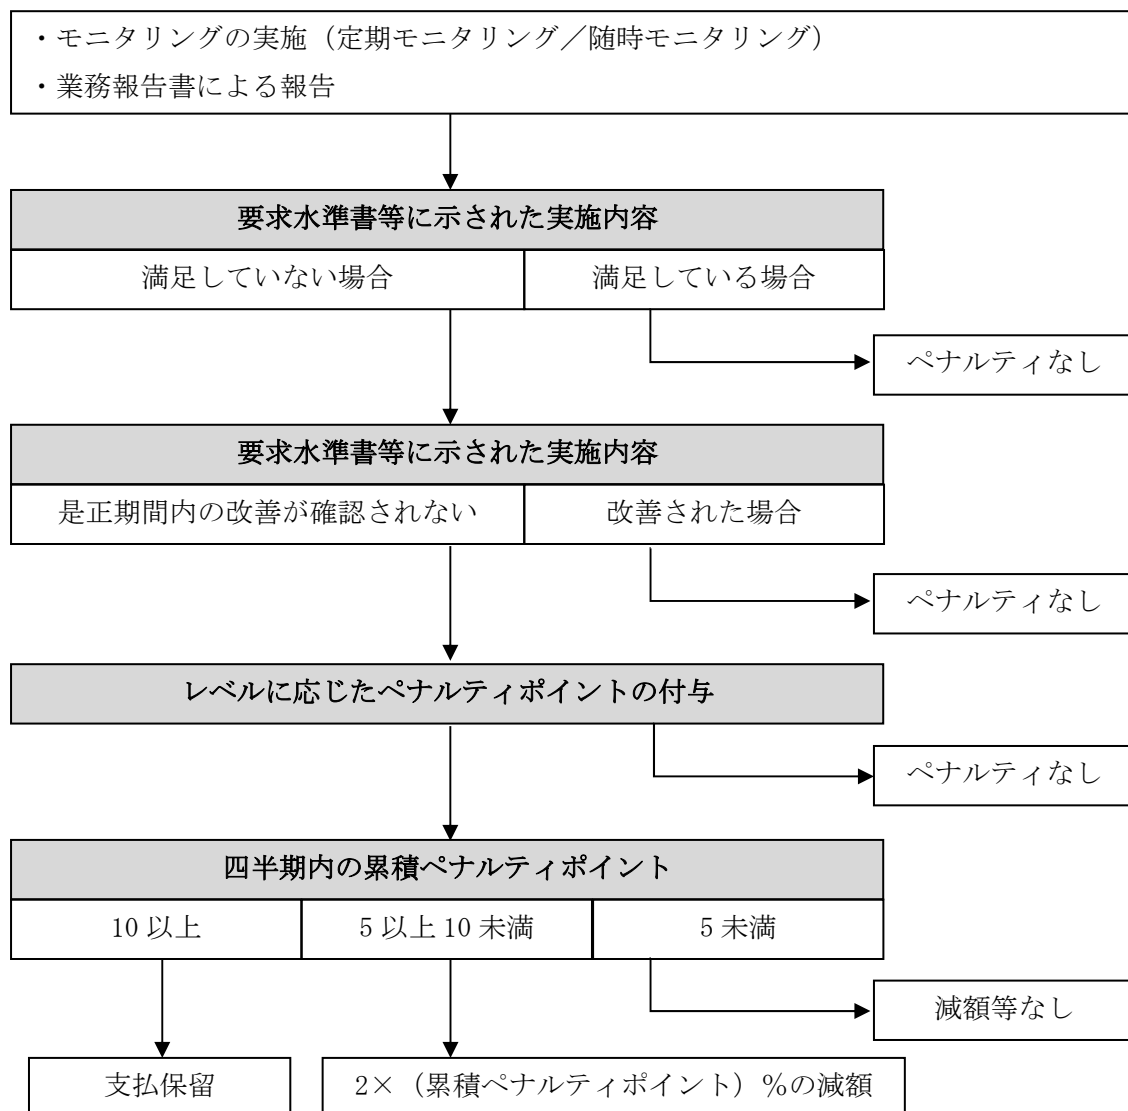 ・モニタリングの実施（定期モニタリング／随時モニタリング）
・業務報告書による報告
要求水準書等に示された実施内容
満足していない場合
満足している場合
ペナルティなし
要求水準書等に示された実施内容
是正期間内の改善が確認されない
改善された場合
ペナルティなし
レベルに応じたペナルティポイントの付与
ペナルティなし
四半期内の累積ペナルティポイント
10 以上
5 以上 10 未満
5 未満
減額等なし
支払保留
2×（累積ペナルティポイント）％の減額